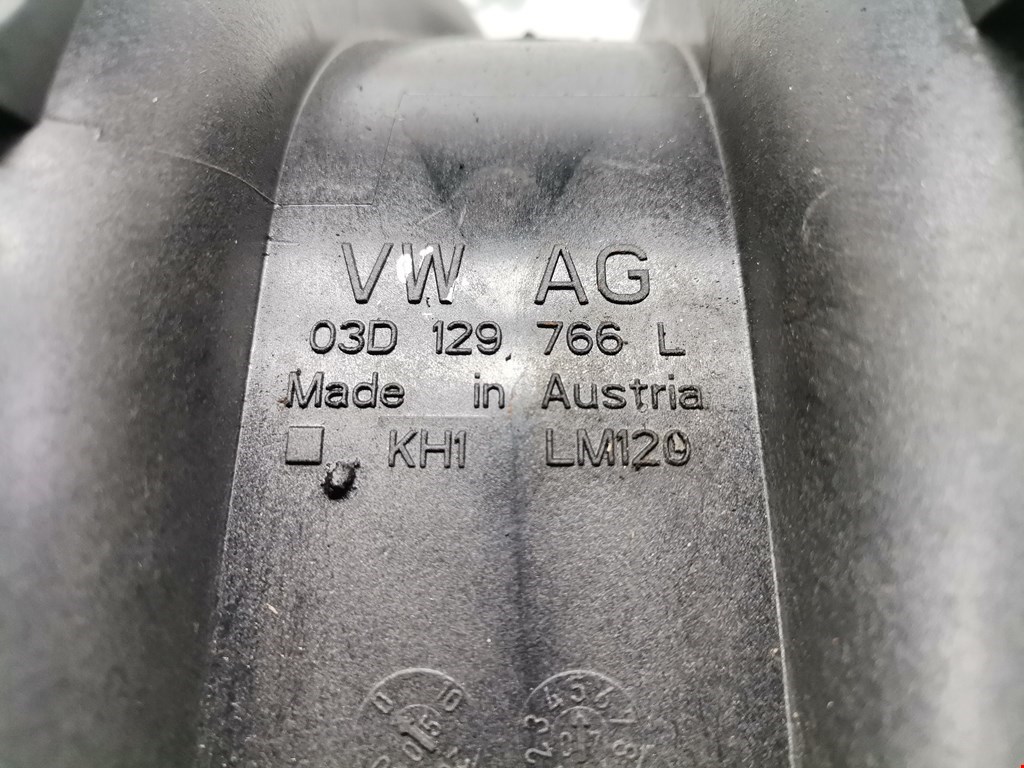 VW AG
03D 129 766 L
Made in Austria
KH1 LM120